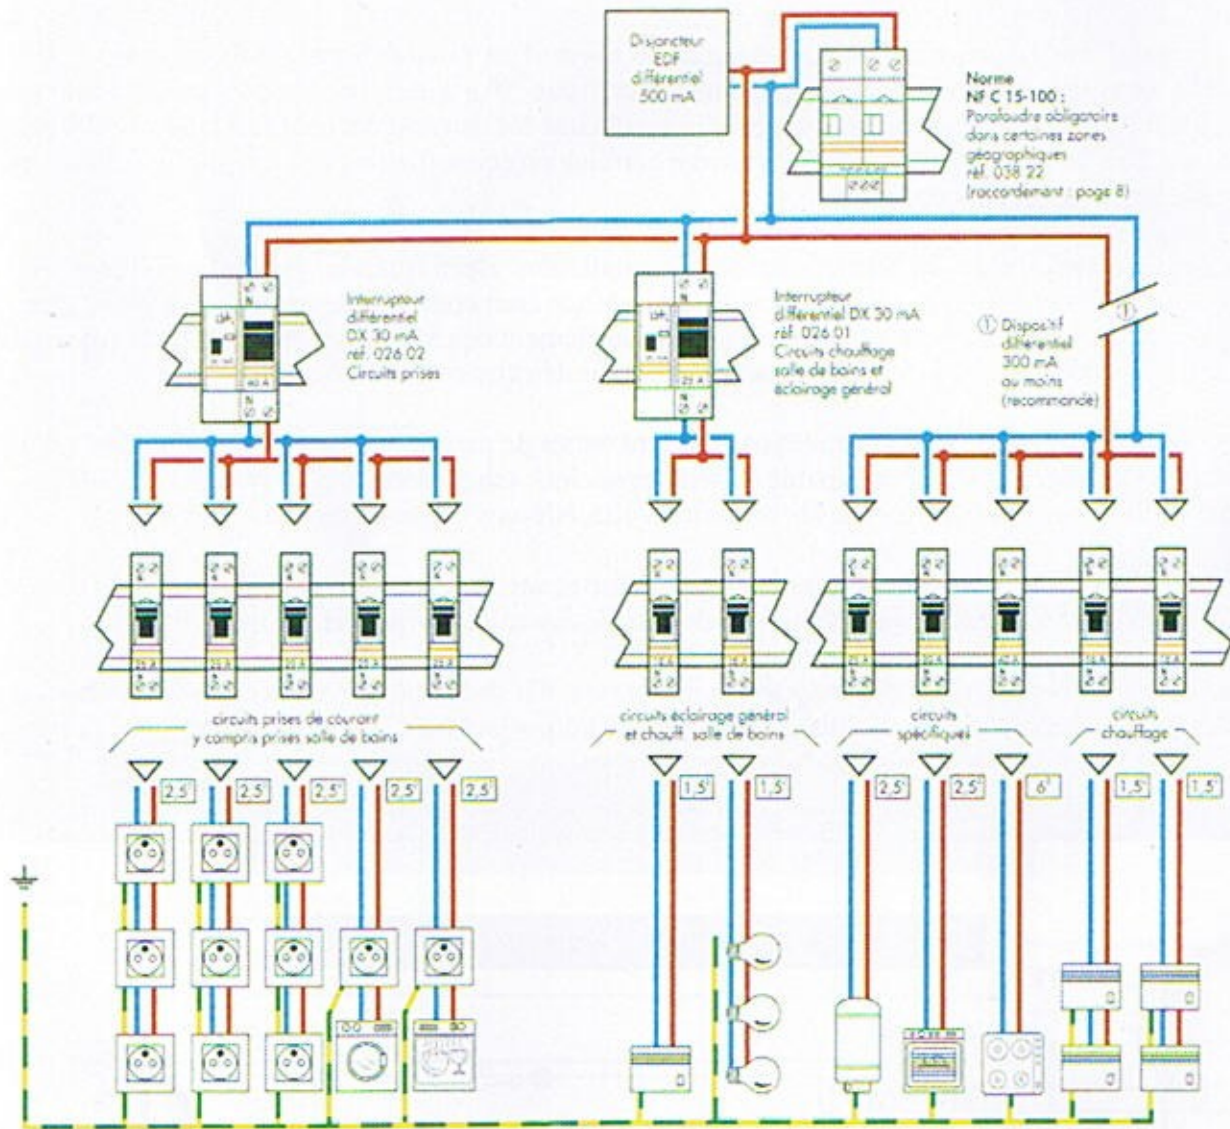 Disjoncteur
EDF
différentiel
500 mA
Norme
NF C 15-100 :
Parafoudre obligatoire
dans certaines zones
géographiques
réf. 038 22
(raccordement : page 8)
Interrupteur
différentiel
DX 30 mA
réf. 026 02
Circuits prises
N
40 A
N
Interrupteur
différentiel DX 30 mA
réf. 026 01
Circuits chauffage
salle de bains et
éclairage général
N
25 A
N
①
① Dispositif
différentiel
300 mA
au moins
(recommandé)
circuits prises de courant
y compris prises salle de bains
circuits éclairage général
et chauff. salle de bains
circuits
spécifiques
circuits
chauffage
2,5²
2,5²
2,5²
2,5²
2,5²
1,5²
1,5²
2,5²
2,5²
6²
1,5²
1,5²